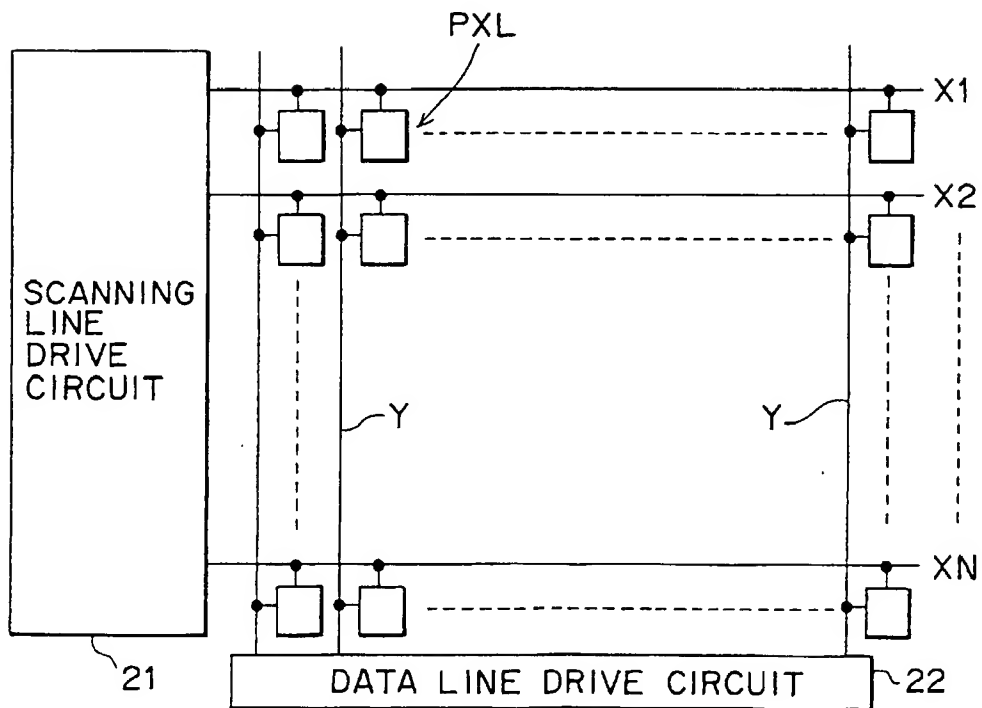 PXL
X1
X2
SCANNING
LINE
DRIVE
CIRCUIT
Y
Y
XN
21
DATA LINE DRIVE CIRCUIT
22